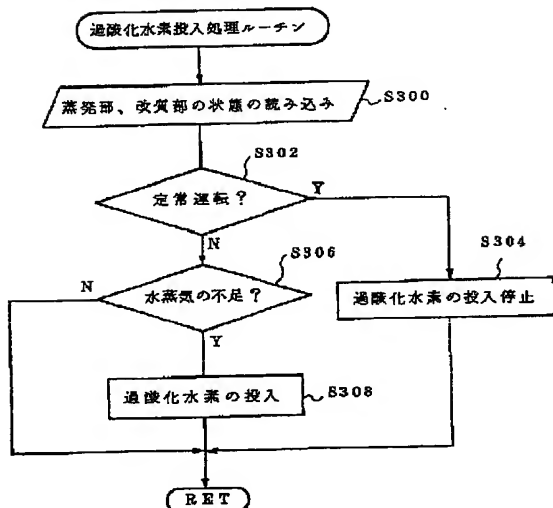 過酸化水素投入処理ルーチン
蒸発部、改質部の状態の読み込み
S300
S302
定常運転?
Y
N
S306
S304
N
水蒸気の不足?
過酸化水素の投入停止
Y
過酸化水素の投入
S308
RET